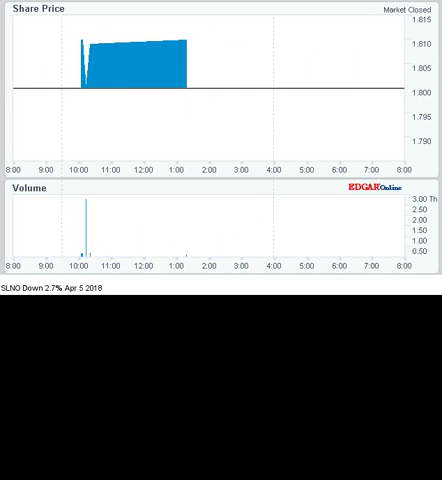 Share Price
Market Closed
1.815
1.810
1.805
1.800
1.795
1.790
8:00 9:00 10:00 11:00 12:00 1:00 2:00 3:00 4:00 5:00 6:00 7:00 8:00
Volume
EDGAROnline
3.00 Th
2.50
2.00
1.50
1.00
0.50
8:00 9:00 10:00 11:00 12:00 1:00 2:00 3:00 4:00 5:00 6:00 7:00 8:00
SLNO Down 2.7% Apr 5 2018